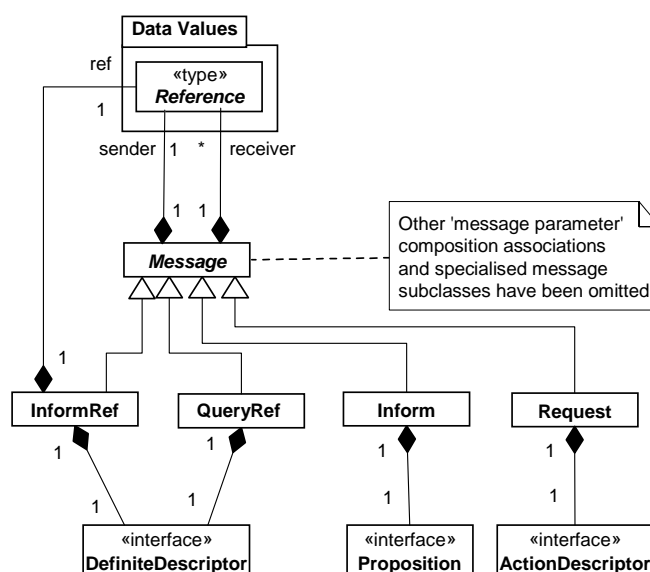 Data Values
ref
«type»
Reference
1
sender 1 * receiver
1 1
Other 'message parameter'
composition associations
and specialised message
subclasses have been omitted
Message
1
InformRef QueryRef Inform Request
1 1 1 1
1 1 1 1
«interface» «interface» «interface»
DefiniteDescriptor Proposition ActionDescriptor